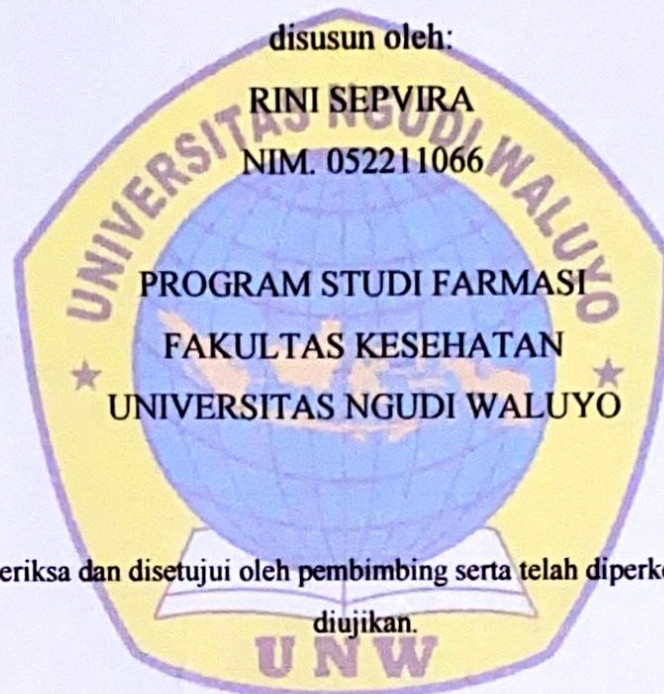 disusun oleh:
RINI SEPVIRA
UNIVERSITAS NGUDI WALUYO
NIM. 052211066
PROGRAM STUDI FARMASI
FAKULTAS KESEHATAN
UNIVERSITAS NGUDI WALUYO
eriksa dan disetujui oleh pembimbing serta telah diperk
diujikan.
UNW